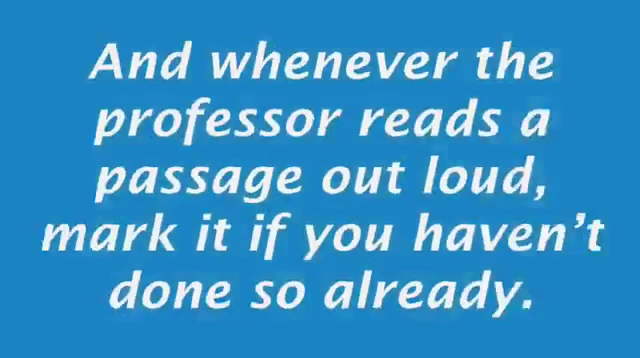 And whenever the
professor reads a
passage out loud,
mark it if you haven’t
done so already.